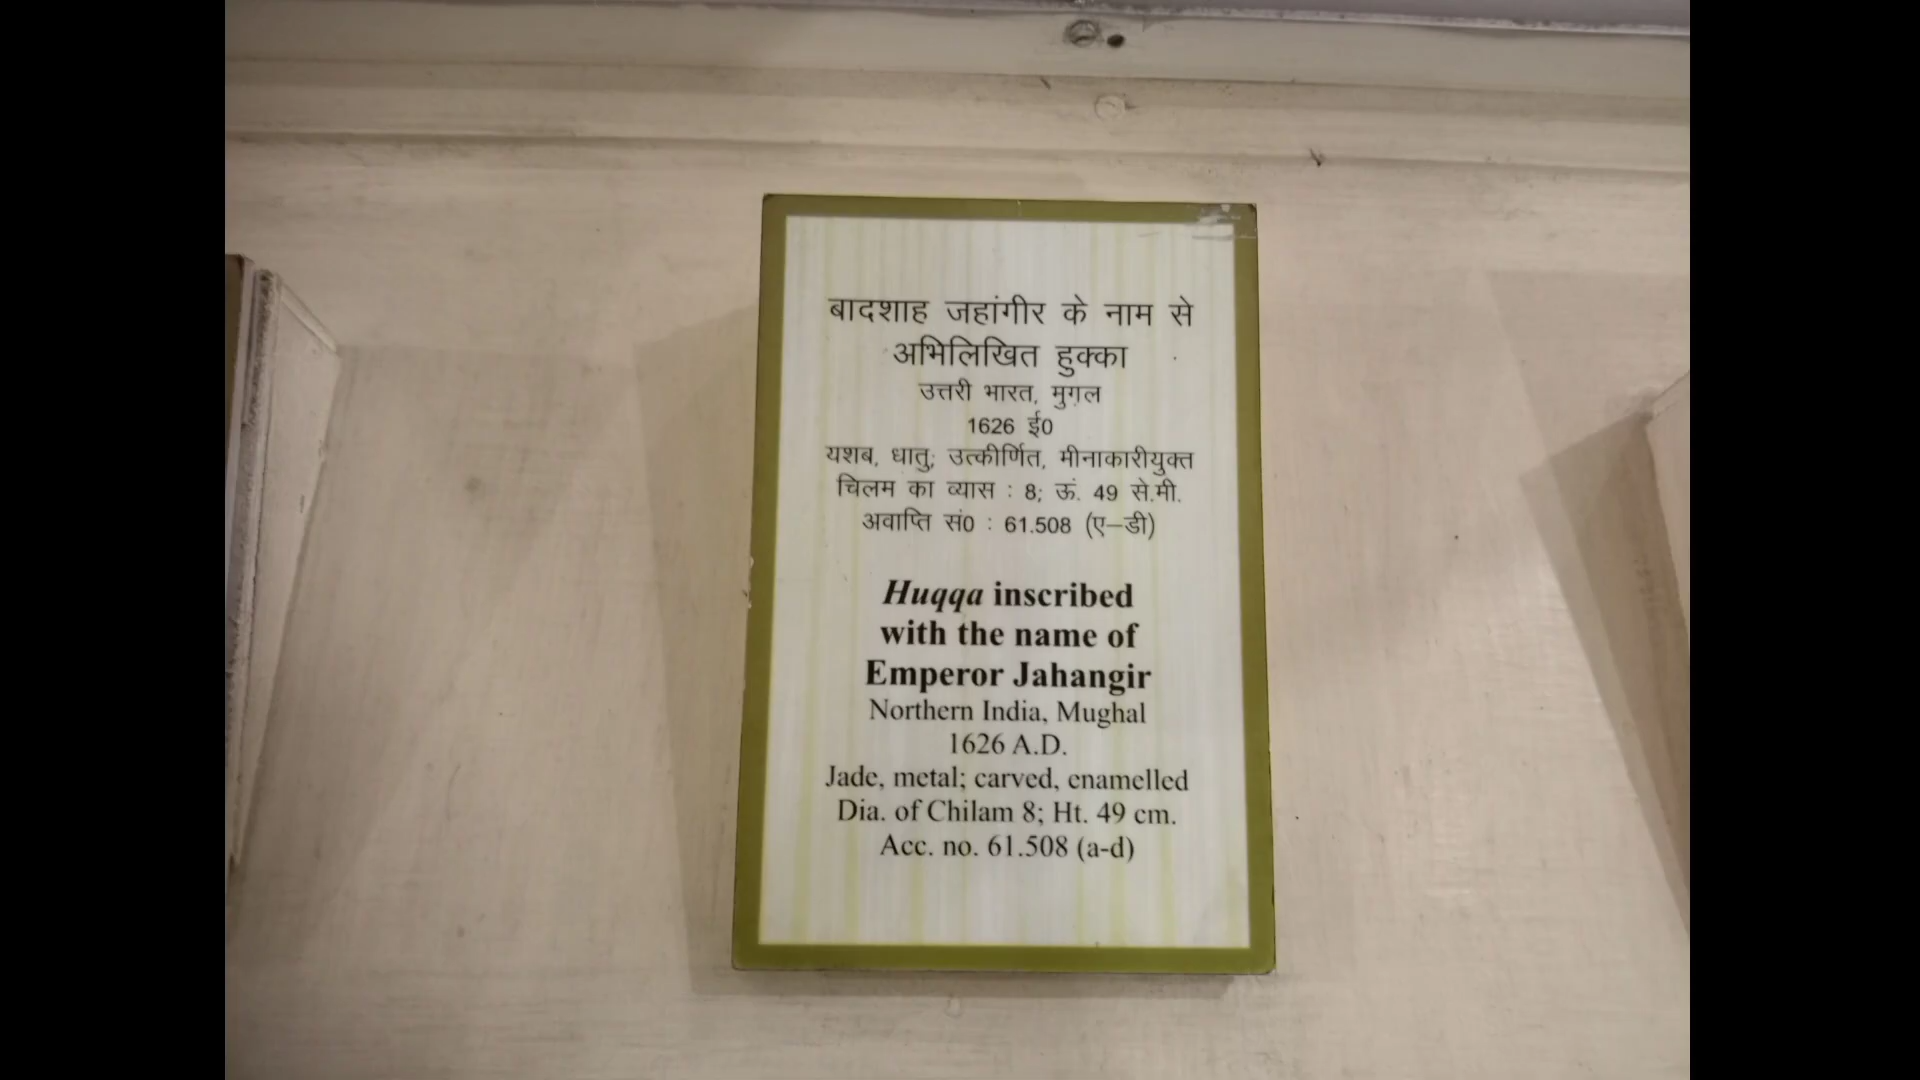 बादशाह जहांगीर के नाम से
अभिलिखित हुक्का
उत्तरी भारत, मुग़ल
1626 ई0
यशब, धातु; उत्कीर्णित, मीनाकारीयुक्त
चिलम का व्यास : 8; ऊं. 49 से.मी.
अवाप्ति सं0 : 61.508 (ए–डी)
Huqqa inscribed
with the name of
Emperor Jahangir
Northern India, Mughal
1626 A.D.
Jade, metal; carved, enamelled
Dia. of Chilam 8; Ht. 49 cm.
Acc. no. 61.508 (a-d)